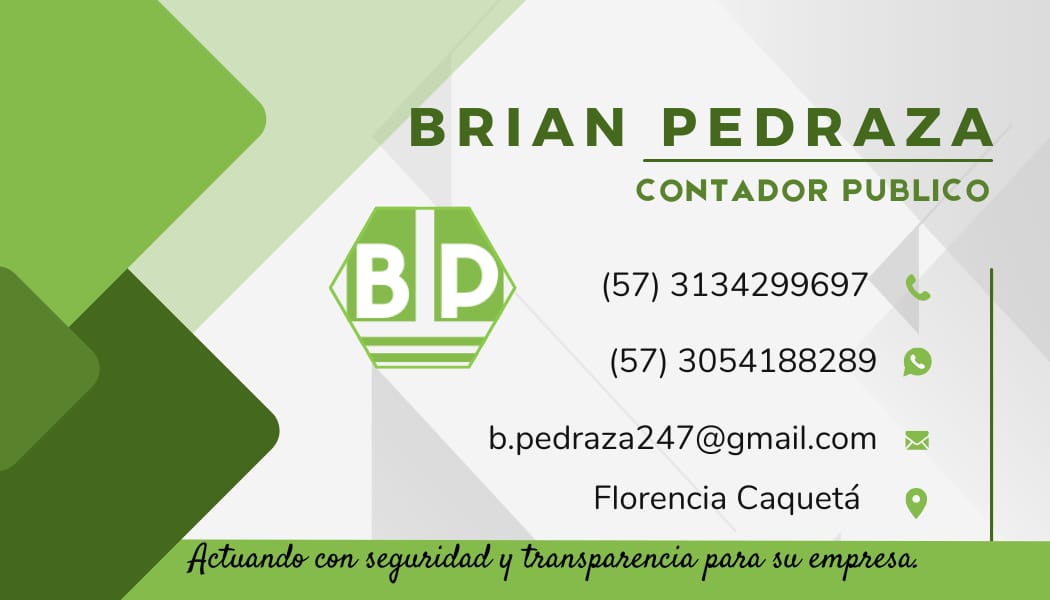 BRIAN PEDRAZA
CONTADOR PUBLICO
BP
(57) 3134299697
(57) 3054188289
b.pedraza247@gmail.com
Florencia Caquetá
Actuando con seguridad y transparencia para su empresa.